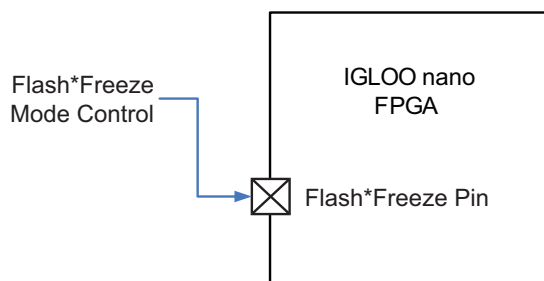 Flash*Freeze
Mode Control
IGLOO nano
FPGA
Flash*Freeze Pin